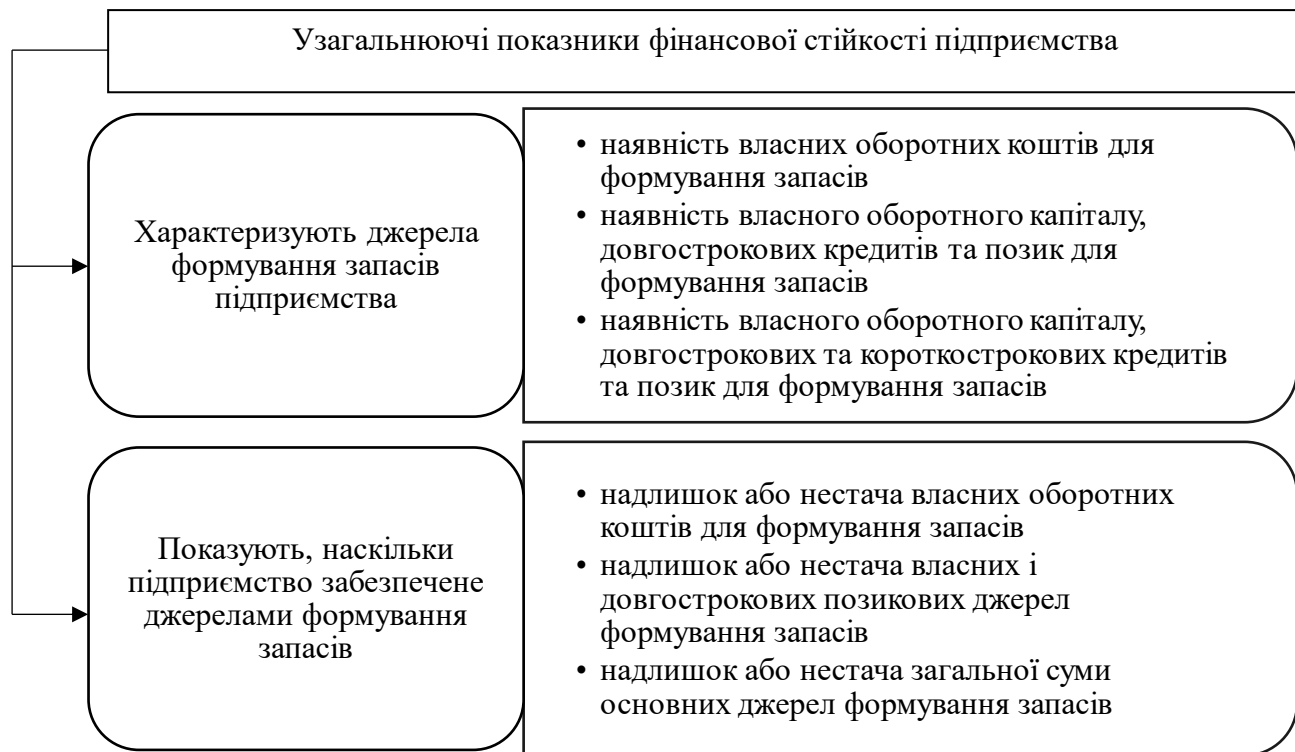 Узагальнюючі показники фінансової стійкості підприємства
Характеризують джерела
формування запасів
підприємства
• наявність власних оборотних коштів для
формування запасів
• наявність власного оборотного капіталу,
довгострокових кредитів та позик для
формування запасів
• наявність власного оборотного капіталу,
довгострокових та короткострокових кредитів
та позик для формування запасів
Показують, наскільки
підприємство забезпечене
джерелами формування
запасів
• надлишок або нестача власних оборотних
коштів для формування запасів
• надлишок або нестача власних і
довгострокових позикових джерел
формування запасів
• надлишок або нестача загальної суми
основних джерел формування запасів